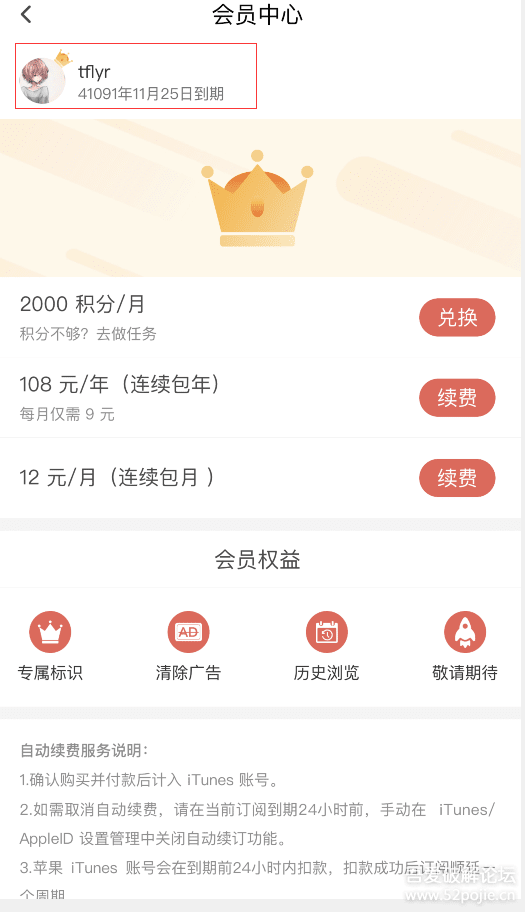 会员中心
tflyr
41091年11月25日到期
2000 积分/月
积分不够？去做任务
兑换
108 元/年（连续包年）
每月仅需 9 元
续费
12 元/月（连续包月 ）
续费
会员权益
AD
专属标识 清除广告 历史浏览 敬请期待
自动续费服务说明：
1.确认购买并付款后计入 iTunes 账号。
2.如需取消自动续费，请在当前订阅到期24小时前，手动在 iTunes/
AppleID 设置管理中关闭自动续订功能。
3.苹果 iTunes 账号会在到期前24小时内扣款，扣款成功后订阅顺延一
个周期
吾爱破解论坛
www.52pojie.cn